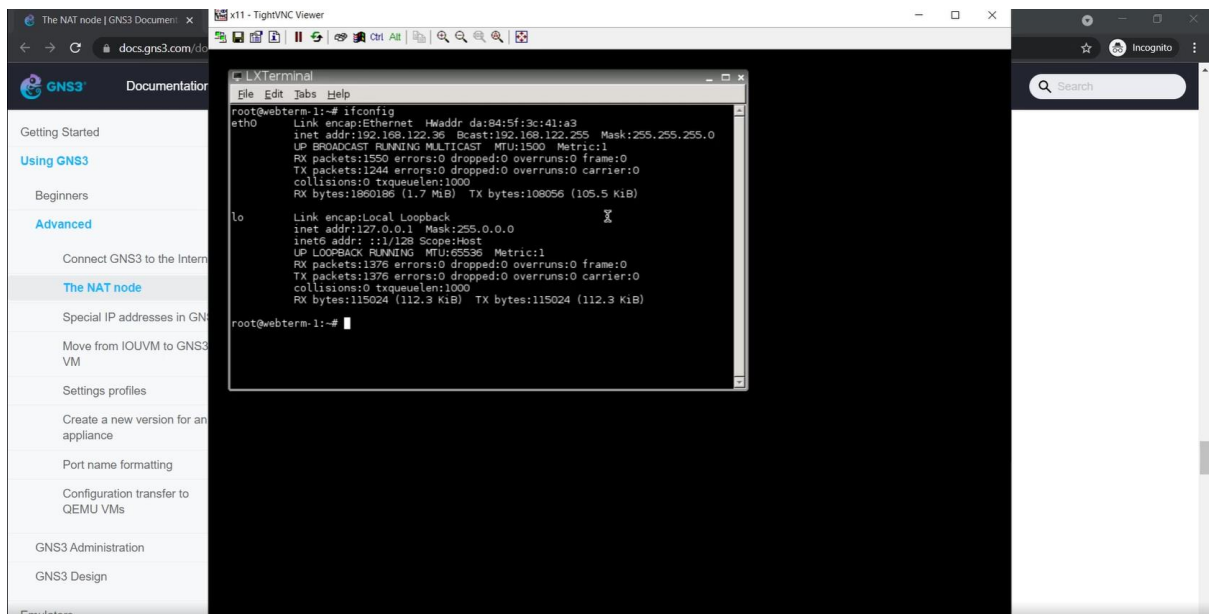 The NAT node | GNS3 Document
docs.gns3.com/do
GNS3
Documentation
Getting Started
Using GNS3
Beginners
Advanced
Connect GNS3 to the Intern
The NAT node
Special IP addresses in GN
Move from IOUVM to GNS3
VM
Settings profiles
Create a new version for an
appliance
Port name formatting
Configuration transfer to
QEMU VMs
GNS3 Administration
GNS3 Design
x11 - TightVNC Viewer
Ctrl Alt
LXTerminal
File Edit Tabs Help
root@webterm-1:~# ifconfig
eth0 Link encap:Ethernet HWaddr da:84:5f:3c:41:a3
inet addr:192.168.122.36 Bcast:192.168.122.255 Mask:255.255.255.0
UP BROADCAST RUNNING MULTICAST MTU:1500 Metric:1
RX packets:1550 errors:0 dropped:0 overruns:0 frame:0
TX packets:1244 errors:0 dropped:0 overruns:0 carrier:0
collisions:0 txqueuelen:1000
RX bytes:1860186 (1.7 MiB) TX bytes:108056 (105.5 KiB)
lo Link encap:Local Loopback
inet addr:127.0.0.1 Mask:255.0.0.0
inet6 addr: ::1/128 Scope:Host
UP LOOPBACK RUNNING MTU:65536 Metric:1
RX packets:1376 errors:0 dropped:0 overruns:0 frame:0
TX packets:1376 errors:0 dropped:0 overruns:0 carrier:0
collisions:0 txqueuelen:1000
RX bytes:115024 (112.3 KiB) TX bytes:115024 (112.3 KiB)
root@webterm-1:~#
Incognito
Search